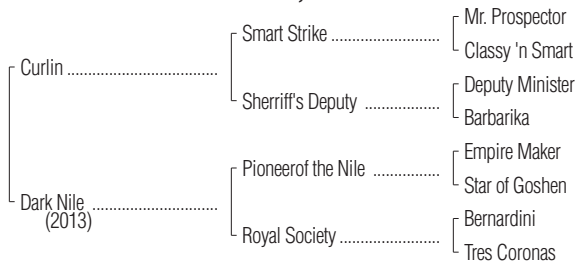 Mr. Prospector
Smart Strike ........................
Classy 'n Smart
Curlin .................................
Deputy Minister
Sherriff's Deputy ................
Barbarika
Empire Maker
Pioneerof the Nile ..............
Star of Goshen
Dark Nile ...........................
(2013)
Bernardini
Royal Society......................
Tres Coronas